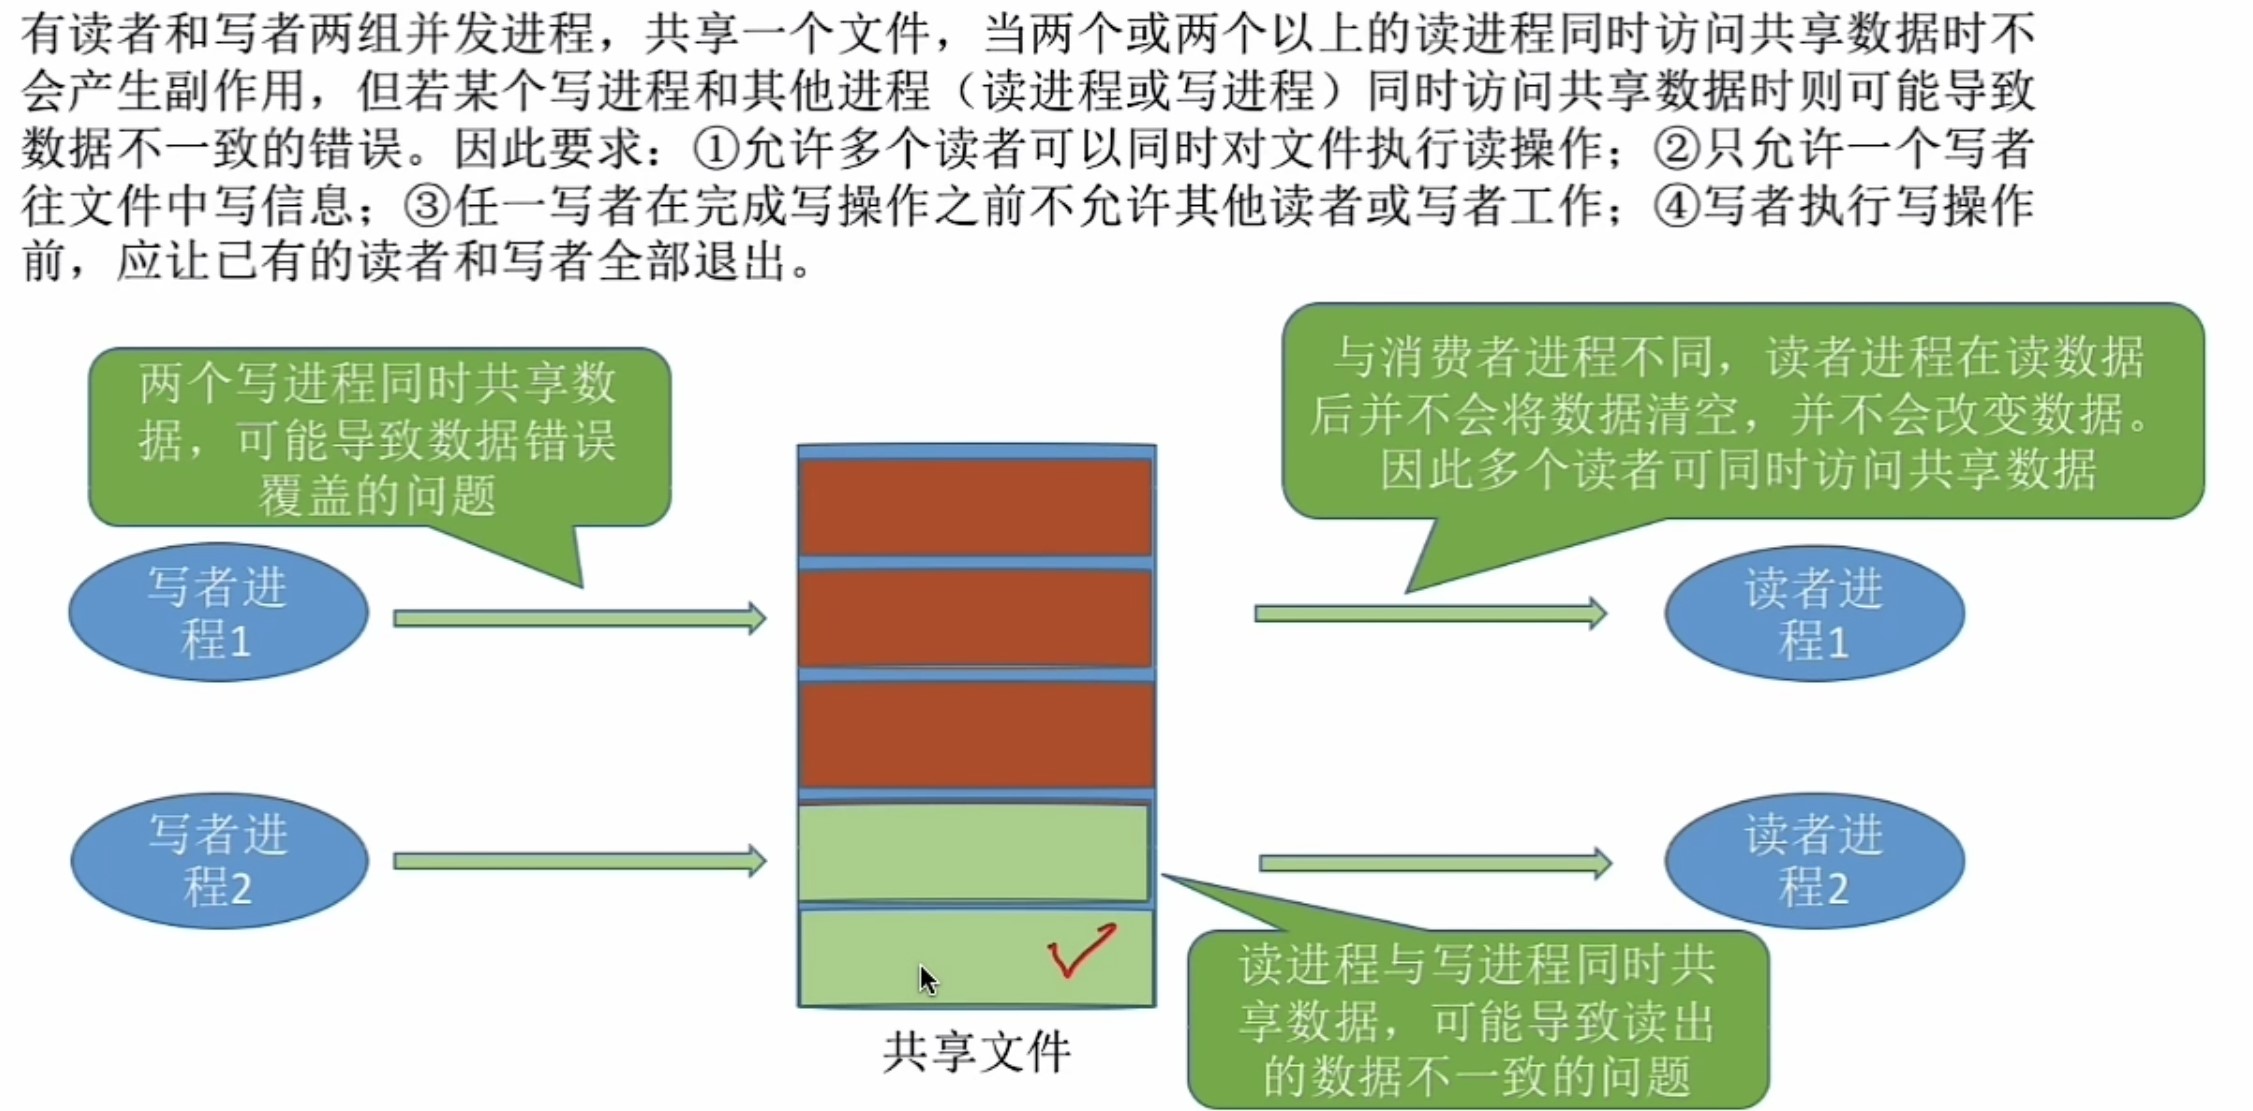 有读者和写者两组并发进程，共享一个文件，当两个或两个以上的读进程同时访问共享数据时不
会产生副作用，但若某个写进程和其他进程（读进程或写进程）同时访问共享数据时则可能导致
数据不一致的错误。因此要求：①允许多个读者可以同时对文件执行读操作；②只允许一个写者
往文件中写信息；③任一写者在完成写操作之前不允许其他读者或写者工作；④写者执行写操作
前，应让已有的读者和写者全部退出。
两个写进程同时共享数
据，可能导致数据错误
覆盖的问题
与消费者进程不同，读者进程在读数据
后并不会将数据清空，并不会改变数据。
因此多个读者可同时访问共享数据
写者进
程1
读者进
程1
写者进
程2
读者进
程2
共享文件
读进程与写进程同时共
享数据，可能导致读出
的数据不一致的问题